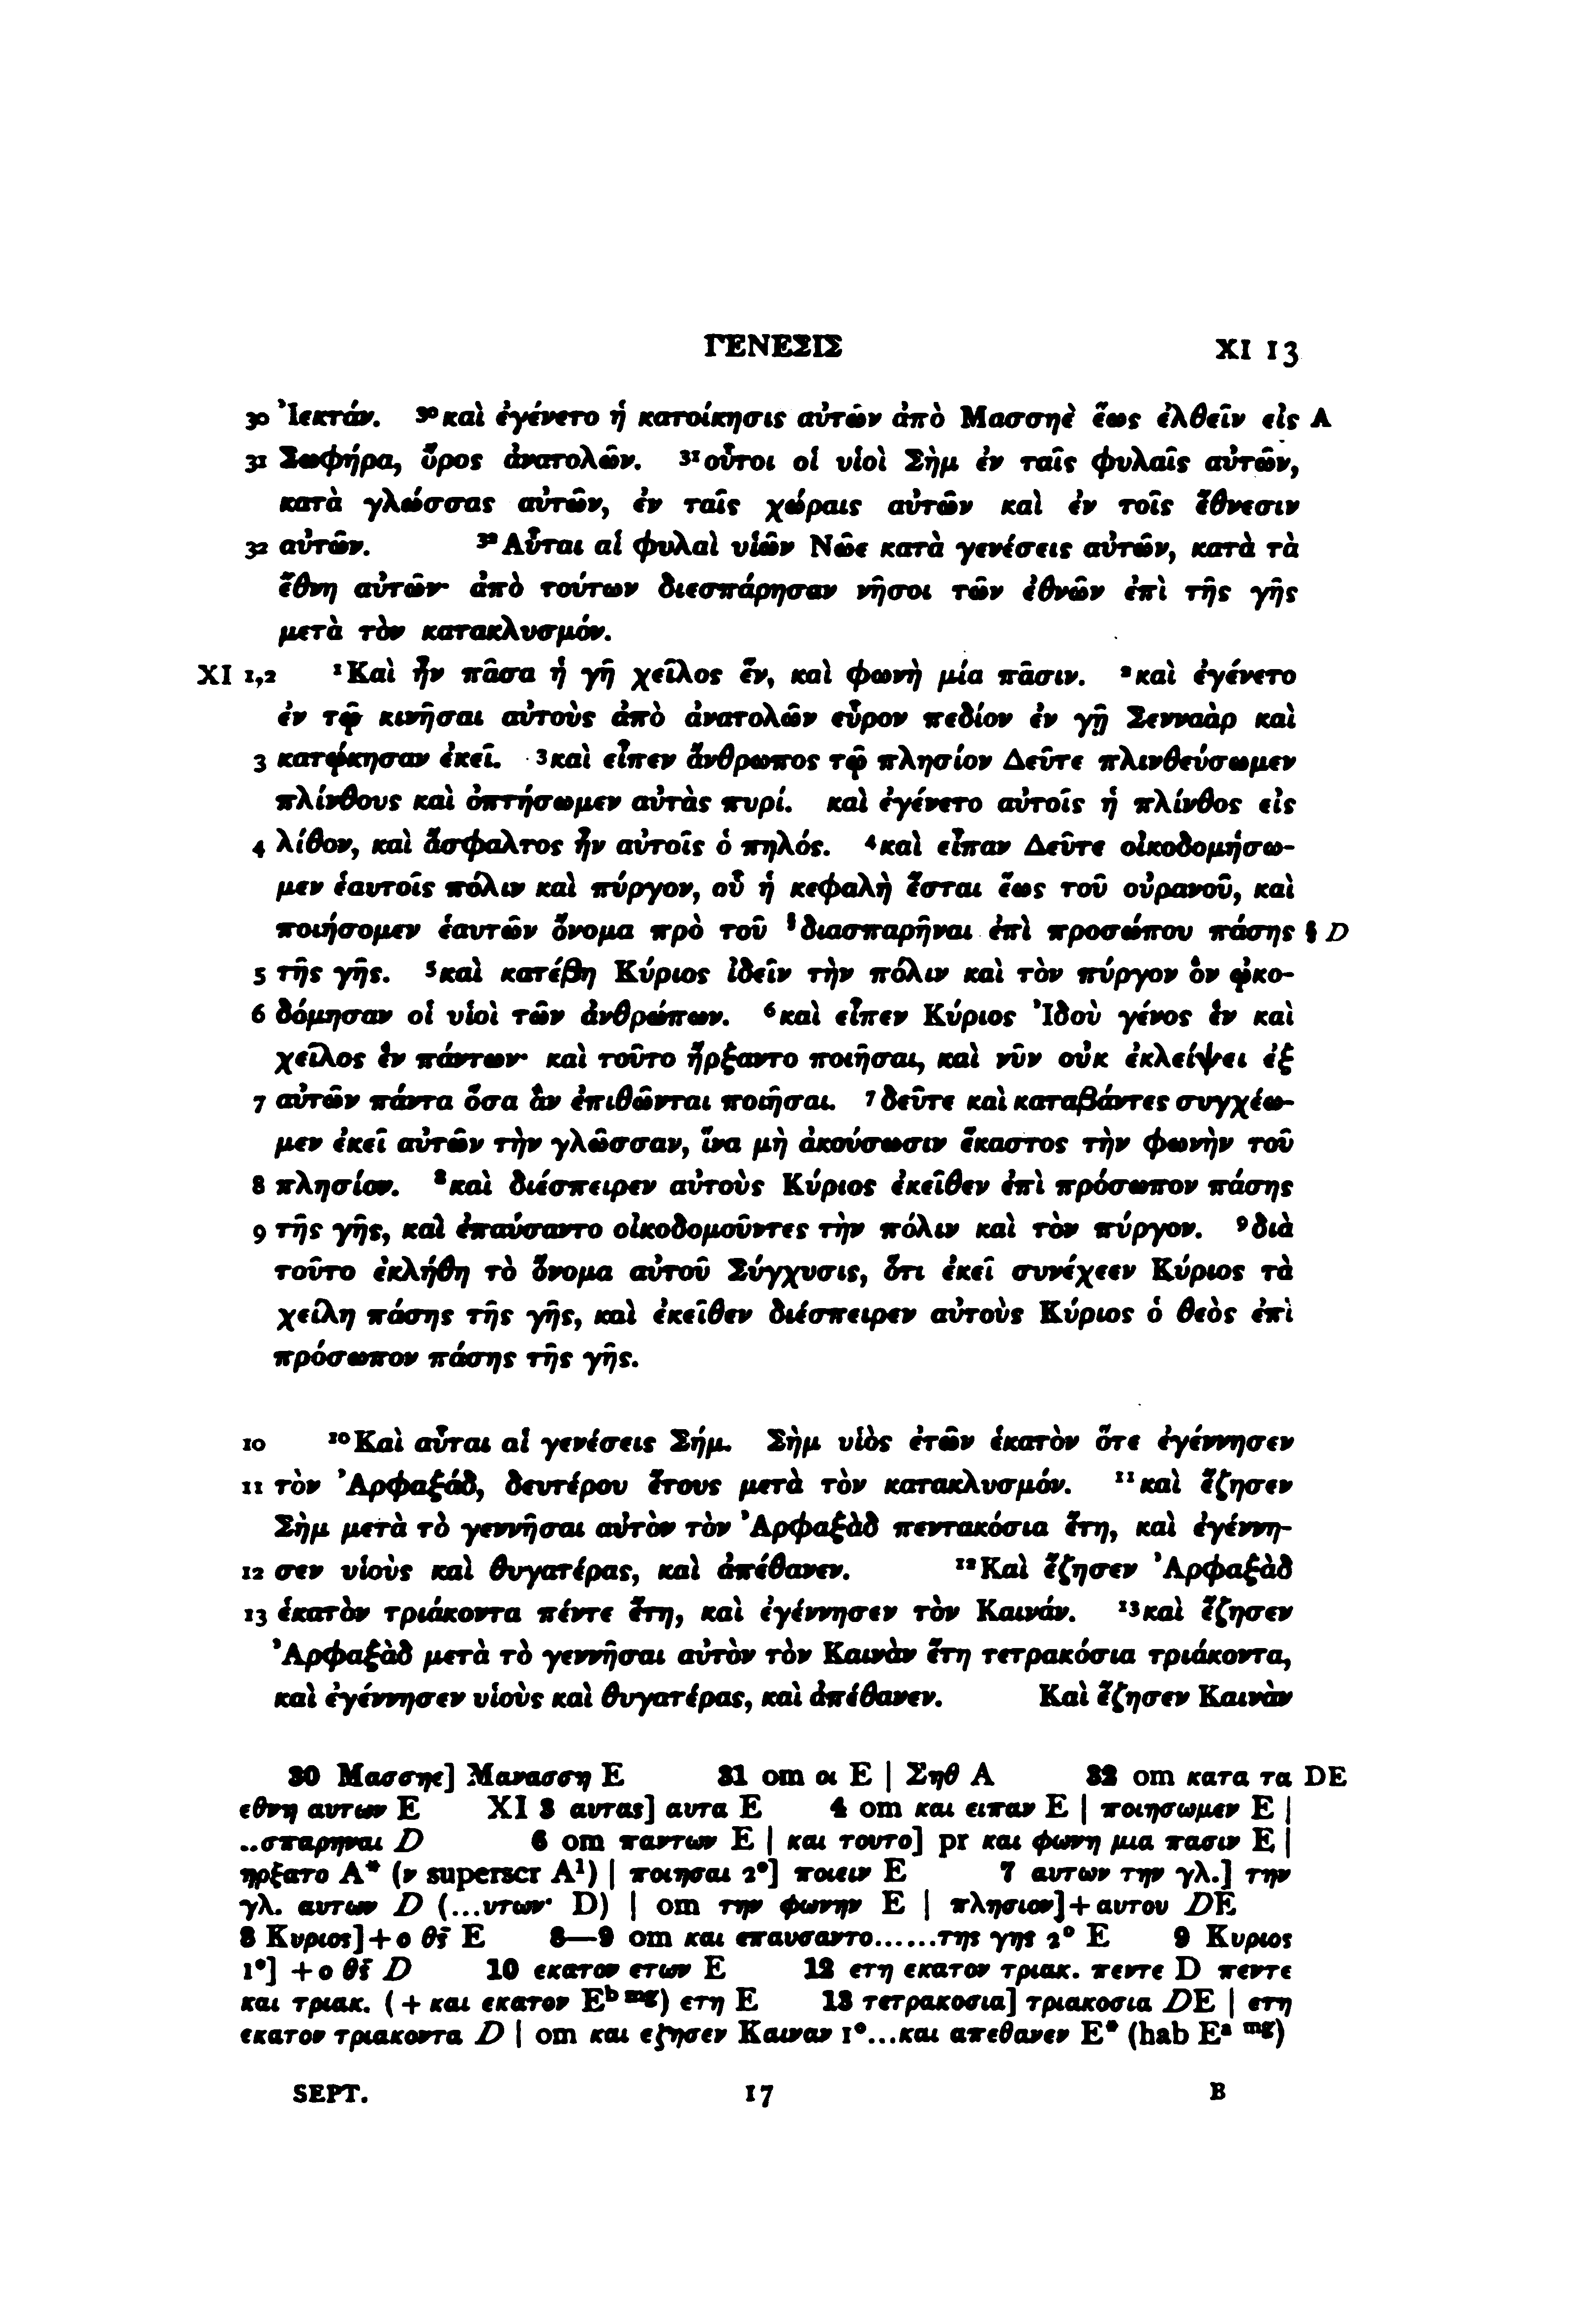 ΓΕΝΕΣΙΣ XI 13
30 Ἰεκτάν. ³⁰καὶ ἐγένετο ἡ κατοίκησις αὐτῶν ἀπὸ Μασσηὲ ἕως ἐλθεῖν εἰς A
31 Σωφήρα, ὄρος ἀνατολῶν. ³¹οὗτοι οἱ υἱοὶ Σὴμ ἐν ταῖς φυλαῖς αὐτῶν,
κατὰ γλώσσας αὐτῶν, ἐν ταῖς χώραις αὐτῶν καὶ ἐν τοῖς ἔθνεσιν
32 αὐτῶν. ³²Αὗται αἱ φυλαὶ υἱῶν Νῶε κατὰ γενέσεις αὐτῶν, κατὰ τὰ
ἔθνη αὐτῶν· ἀπὸ τούτων διεσπάρησαν νῆσοι τῶν ἐθνῶν ἐπὶ τῆς γῆς
μετὰ τὸν κατακλυσμόν.
XI 1,2 ¹Καὶ ἦν πᾶσα ἡ γῆ χεῖλος ἕν, καὶ φωνὴ μία πᾶσιν. ²καὶ ἐγένετο
ἐν τῷ κινῆσαι αὐτοὺς ἀπὸ ἀνατολῶν εὗρον πεδίον ἐν γῇ Σενναὰρ καὶ
3 κατῴκησαν ἐκεῖ. ³καὶ εἶπεν ἄνθρωπος τῷ πλησίον Δεῦτε πλινθεύσωμεν
πλίνθους καὶ ὀπτήσωμεν αὐτὰς πυρί. καὶ ἐγένετο αὐτοῖς ἡ πλίνθος εἰς
4 λίθον, καὶ ἄσφαλτος ἦν αὐτοῖς ὁ πηλός. ⁴καὶ εἶπαν Δεῦτε οἰκοδομήσω-
μεν ἑαυτοῖς πόλιν καὶ πύργον, οὗ ἡ κεφαλὴ ἔσται ἕως τοῦ οὐρανοῦ, καὶ
ποιήσομεν ἑαυτῶν ὄνομα πρὸ τοῦ §διασπαρῆναι ἐπὶ προσώπου πάσης § D
5 τῆς γῆς. ⁵καὶ κατέβη Κύριος ἰδεῖν τὴν πόλιν καὶ τὸν πύργον ὃν ᾠκο-
6 δόμησαν οἱ υἱοὶ τῶν ἀνθρώπων. ⁶καὶ εἶπεν Κύριος Ἰδοὺ γένος ἓν καὶ
χεῖλος ἓν πάντων· καὶ τοῦτο ἤρξαντο ποιῆσαι, καὶ νῦν οὐκ ἐκλείψει ἐξ
7 αὐτῶν πάντα ὅσα ἂν ἐπιθῶνται ποιῆσαι. ⁷δεῦτε καὶ καταβάντες συγχέω-
μεν ἐκεῖ αὐτῶν τὴν γλῶσσαν, ἵνα μὴ ἀκούσωσιν ἕκαστος τὴν φωνὴν τοῦ
8 πλησίον. ⁸καὶ διέσπειρεν αὐτοὺς Κύριος ἐκεῖθεν ἐπὶ πρόσωπον πάσης
9 τῆς γῆς, καὶ ἐπαύσαντο οἰκοδομοῦντες τὴν πόλιν καὶ τὸν πύργον. ⁹διὰ
τοῦτο ἐκλήθη τὸ ὄνομα αὐτοῦ Σύγχυσις, ὅτι ἐκεῖ συνέχεεν Κύριος τὰ
χείλη πάσης τῆς γῆς, καὶ ἐκεῖθεν διέσπειρεν αὐτοὺς Κύριος ὁ θεὸς ἐπὶ
πρόσωπον πάσης τῆς γῆς.
10 ¹⁰Καὶ αὗται αἱ γενέσεις Σήμ. Σὴμ υἱὸς ἐτῶν ἑκατὸν ὅτε ἐγέννησεν
11 τὸν Ἀρφαξάδ, δευτέρου ἔτους μετὰ τὸν κατακλυσμόν. ¹¹καὶ ἔζησεν
Σὴμ μετὰ τὸ γεννῆσαι αὐτὸν τὸν Ἀρφαξὰδ πεντακόσια ἔτη, καὶ ἐγέννη-
12 σεν υἱοὺς καὶ θυγατέρας, καὶ ἀπέθανεν. ¹²Καὶ ἔζησεν Ἀρφαξὰδ
13 ἑκατὸν τριάκοντα πέντε ἔτη, καὶ ἐγέννησεν τὸν Καινάν. ¹³καὶ ἔζησεν
Ἀρφαξὰδ μετὰ τὸ γεννῆσαι αὐτὸν τὸν Καινὰν ἔτη τετρακόσια τριάκοντα,
καὶ ἐγέννησεν υἱοὺς καὶ θυγατέρας, καὶ ἀπέθανεν. Καὶ ἔζησεν Καινὰν
30 Μασσηε] Μανασση E 31 om οι E | Σηθ A 32 om κατα τα DE
εθνη αυτων E XI 3 αυτας] αυτα E 4 om και ειπαν E | ποιησωμεν E |
..σπαρηναι D 6 om παντων E | και τουτο] pr και φωνη μια πασιν E |
ηρξατο A* (ν superscr A¹) | ποιησαι 2°] ποιειν E 7 αυτων την γλ.] την
γλ. αυτων D (...υτων· D) | om την φωνην E | πλησιον]+αυτου DE
8 Κυριος]+ο θς̄ E 8—9 om και επαυσαντο......της γης 2° E 9 Κυριος
1°] +ο θς̄ D 10 εκατον ετων E 12 ετη εκατον τριακ. πεντε D πεντε
και τριακ. (+ και εκατον Eᵇ ᵐᵍ) ετη E 13 τετρακοσια] τριακοσια DE | ετη
εκατον τριακοντα D | om και εζησεν Καιναν 1°...και απεθανεν E* (hab Eᵃ ᵐᵍ)
SEPT. 17 B